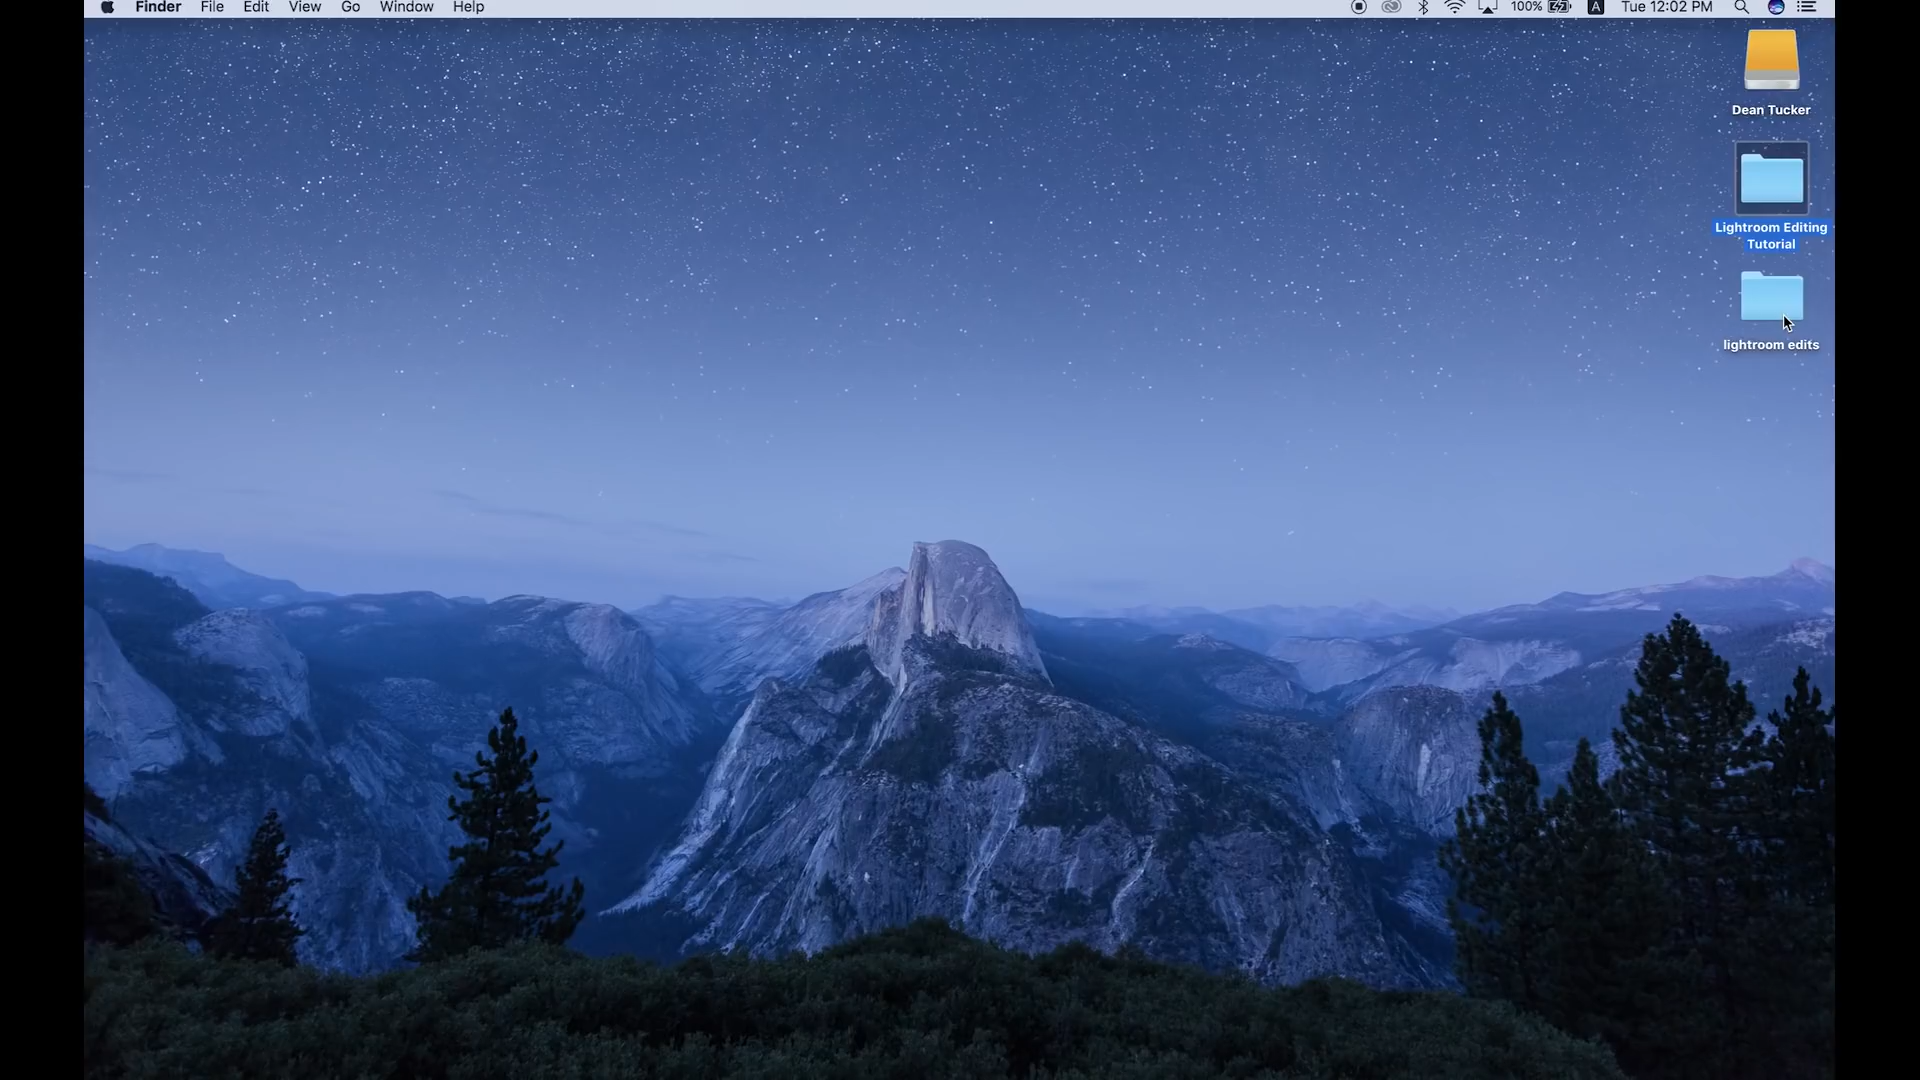 Finder File Edit View Go Window Help 100% A Tue 12:02 PM
Dean Tucker
Lightroom Editing
Tutorial
lightroom edits